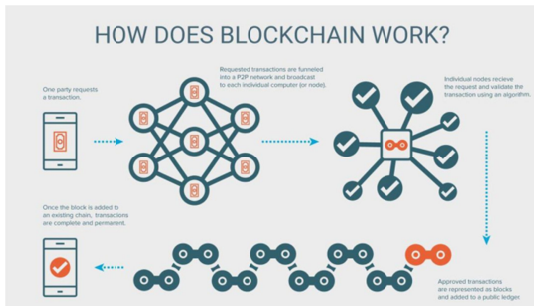 HOW DOES BLOCKCHAIN WORK?
One party requests
a transaction.
Requested transactions are funneled
into a P2P network and broadcast
to each individual computer (or node).
Individual nodes recieve
the request and validate the
transaction using an algorithm.
Once the block is added t
an existing chain, transacions
are complete and permanent.
Approved transactions
are represented as blocks
and added to a public ledger